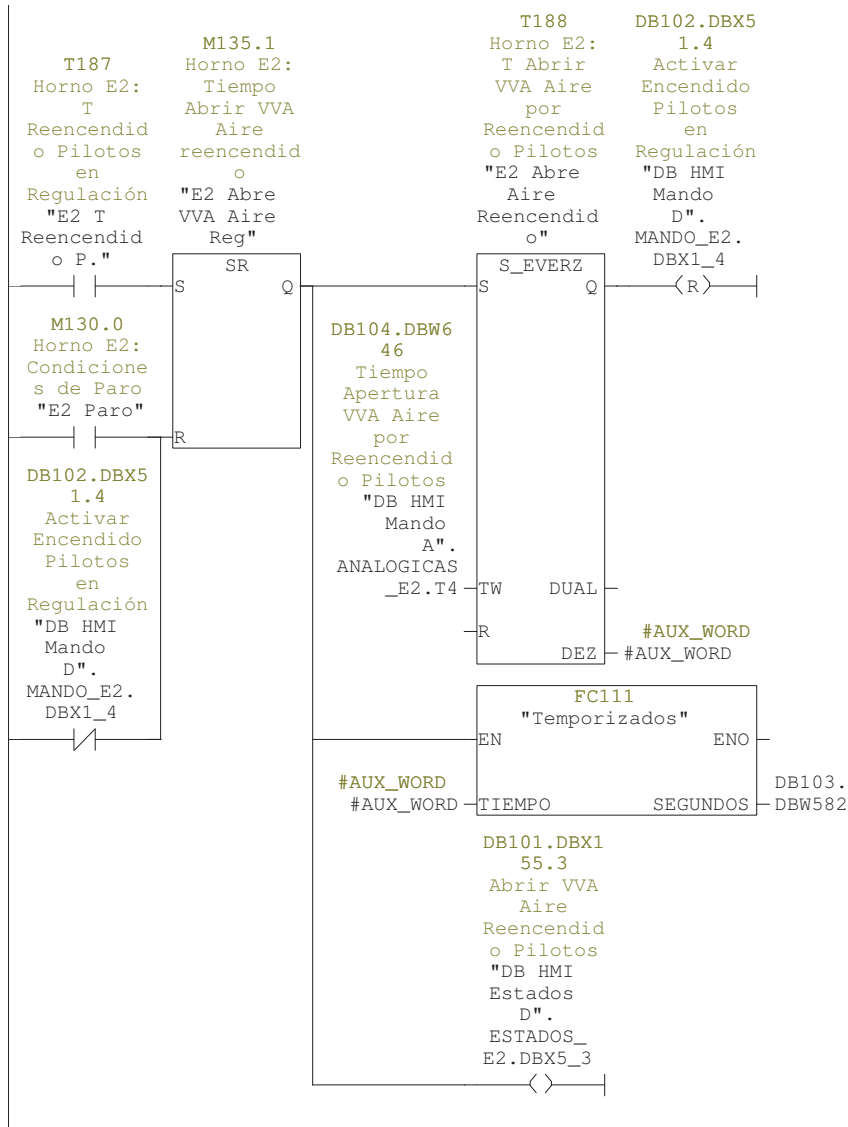 T187
Horno E2:
T
Reencendid
o Pilotos
en
Regulación
"E2 T
Reencendid
o P."
M135.1
Horno E2:
Tiempo
Abrir VVA
Aire
reencendid
o
"E2 Abre
VVA Aire
Reg"
SR
S
Q
R
T188
Horno E2:
T Abrir
VVA Aire
por
Reencendid
o Pilotos
"E2 Abre
Aire
Reencendid
o"
S_EVERZ
S
Q
DB102.DBX5
1.4
Activar
Encendido
Pilotos
en
Regulación
"DB HMI
Mando
D".
MANDO_E2.
DBX1_4
R
M130.0
Horno E2:
Condicione
s de Paro
"E2 Paro"
DB104.DBW6
46
Tiempo
Apertura
VVA Aire
por
Reencendid
o Pilotos
"DB HMI
Mando
A".
ANALOGICAS
_E2.T4
TW
DUAL
R
#AUX_WORD
DEZ
#AUX_WORD
DB102.DBX5
1.4
Activar
Encendido
Pilotos
en
Regulación
"DB HMI
Mando
D".
MANDO_E2.
DBX1_4
FC111
"Temporizados"
EN
ENO
#AUX_WORD
#AUX_WORD
TIEMPO
SEGUNDOS
DB103.
DBW582
DB101.DBX1
55.3
Abrir VVA
Aire
Reencendid
o Pilotos
"DB HMI
Estados
D".
ESTADOS_
E2.DBX5_3